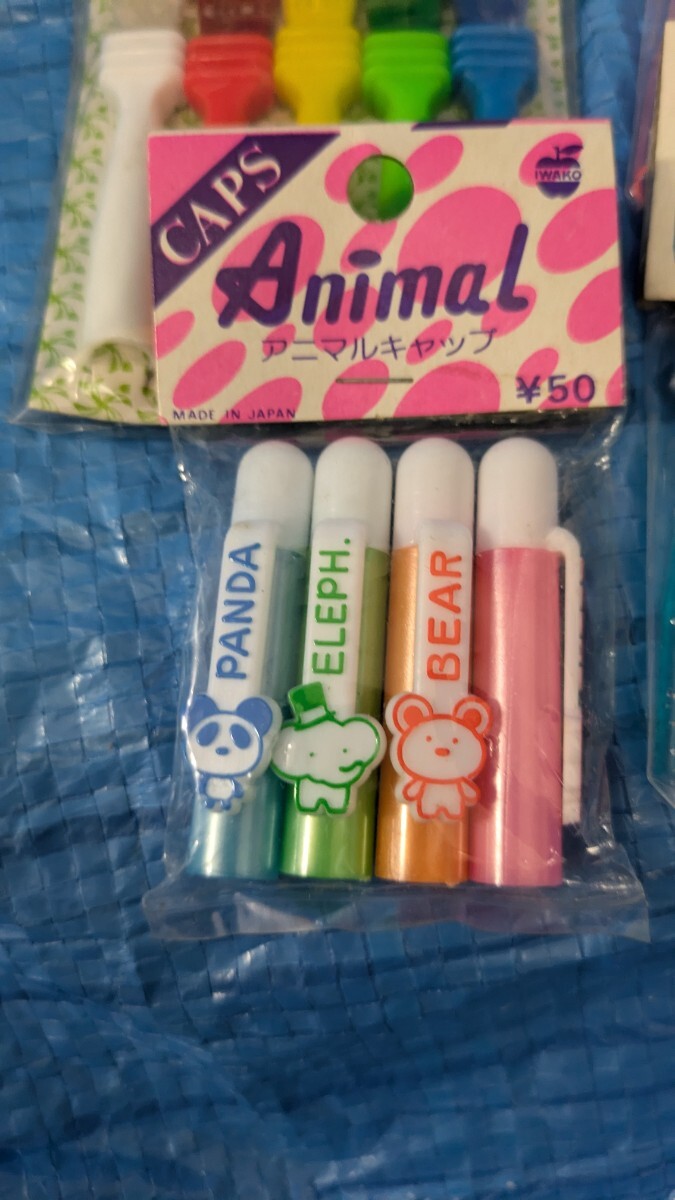 CAPS
IWAKO
Animal
アニマルキャップ
¥50
MADE IN JAPAN
PANDA
ELEPH.
BEAR